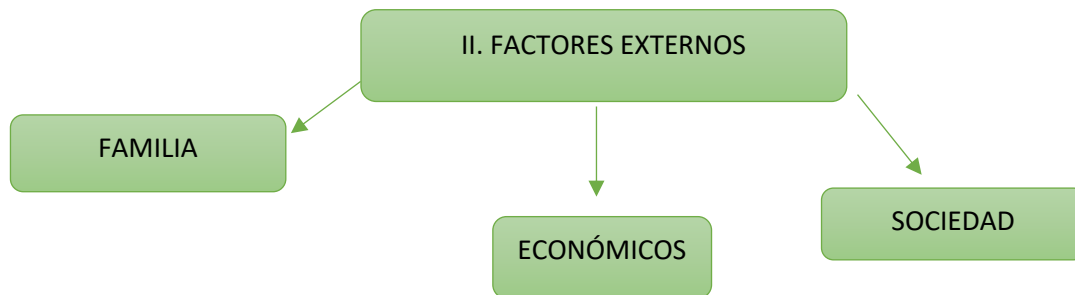 II. FACTORES EXTERNOS
FAMILIA
ECONÓMICOS
SOCIEDAD